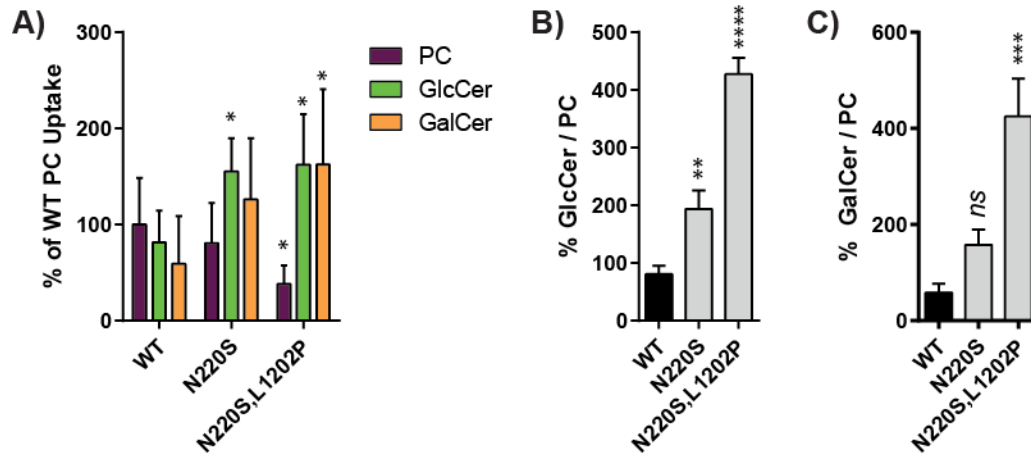 A)
% of WT PC Uptake
300
200
100
0
WT
N220S
N220S,L1202P
PC
GlcCer
GalCer
*
*
*
*
B)
% GlcCer / PC
500
400
300
200
100
0
**
****
WT
N220S
N220S,L1202P
C)
% GalCer / PC
600
400
200
0
ns
***
WT
N220S
N220S,L1202P